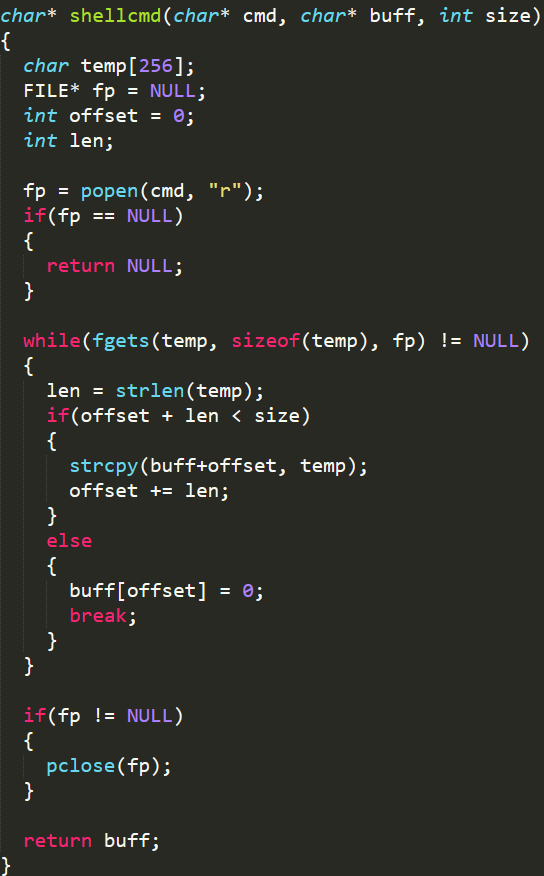 char* shellcmd(char* cmd, char* buff, int size)
{
  char temp[256];
  FILE* fp = NULL;
  int offset = 0;
  int len;

  fp = popen(cmd, "r");
  if(fp == NULL)
  {
    return NULL;
  }

  while(fgets(temp, sizeof(temp), fp) != NULL)
  {
    len = strlen(temp);
    if(offset + len < size)
    {
      strcpy(buff+offset, temp);
      offset += len;
    }
    else
    {
      buff[offset] = 0;
      break;
    }
  }

  if(fp != NULL)
  {
    pclose(fp);
  }

  return buff;
}